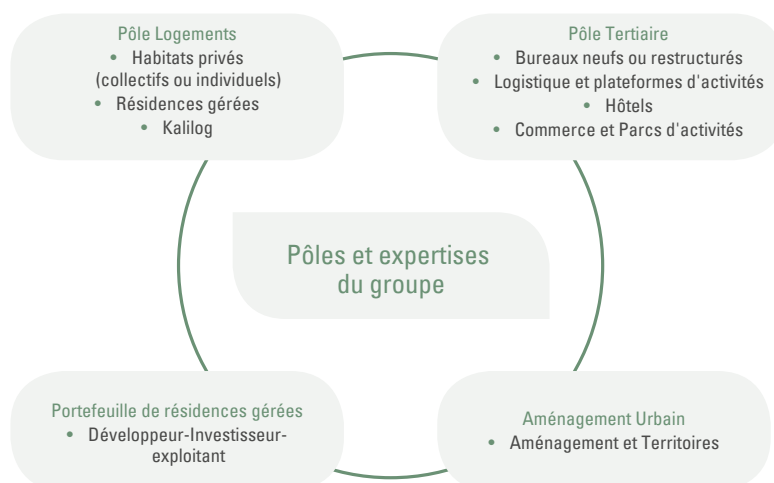 Pôle Logements
• Habitats privés
(collectifs ou individuels)
• Résidences gérées
• Kalilog
Pôle Tertiaire
• Bureaux neufs ou restructurés
• Logistique et plateformes d'activités
• Hôtels
• Commerce et Parcs d'activités
Pôles et expertises
du groupe
Portefeuille de résidences gérées
• Développeur-Investisseur-
exploitant
Aménagement Urbain
• Aménagement et Territoires